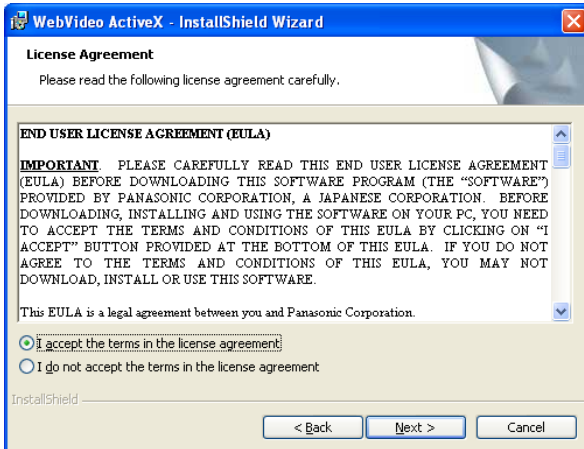 WebVideo ActiveX - InstallShield Wizard
License Agreement
Please read the following license agreement carefully.
END USER LICENSE AGREEMENT (EULA)
IMPORTANT. PLEASE CAREFULLY READ THIS END USER LICENSE AGREEMENT
(EULA) BEFORE DOWNLOADING THIS SOFTWARE PROGRAM (THE “SOFTWARE”)
PROVIDED BY PANASONIC CORPORATION, A JAPANESE CORPORATION. BEFORE
DOWNLOADING, INSTALLING AND USING THE SOFTWARE ON YOUR PC, YOU NEED
TO ACCEPT THE TERMS AND CONDITIONS OF THIS EULA BY CLICKING ON “I
ACCEPT” BUTTON PROVIDED AT THE BOTTOM OF THIS EULA. IF YOU DO NOT
AGREE TO THE TERMS AND CONDITIONS OF THIS EULA, YOU MAY NOT
DOWNLOAD, INSTALL OR USE THIS SOFTWARE.
This EULA is a legal agreement between you and Panasonic Corporation.
I accept the terms in the license agreement
I do not accept the terms in the license agreement
InstallShield
< Back
Next >
Cancel